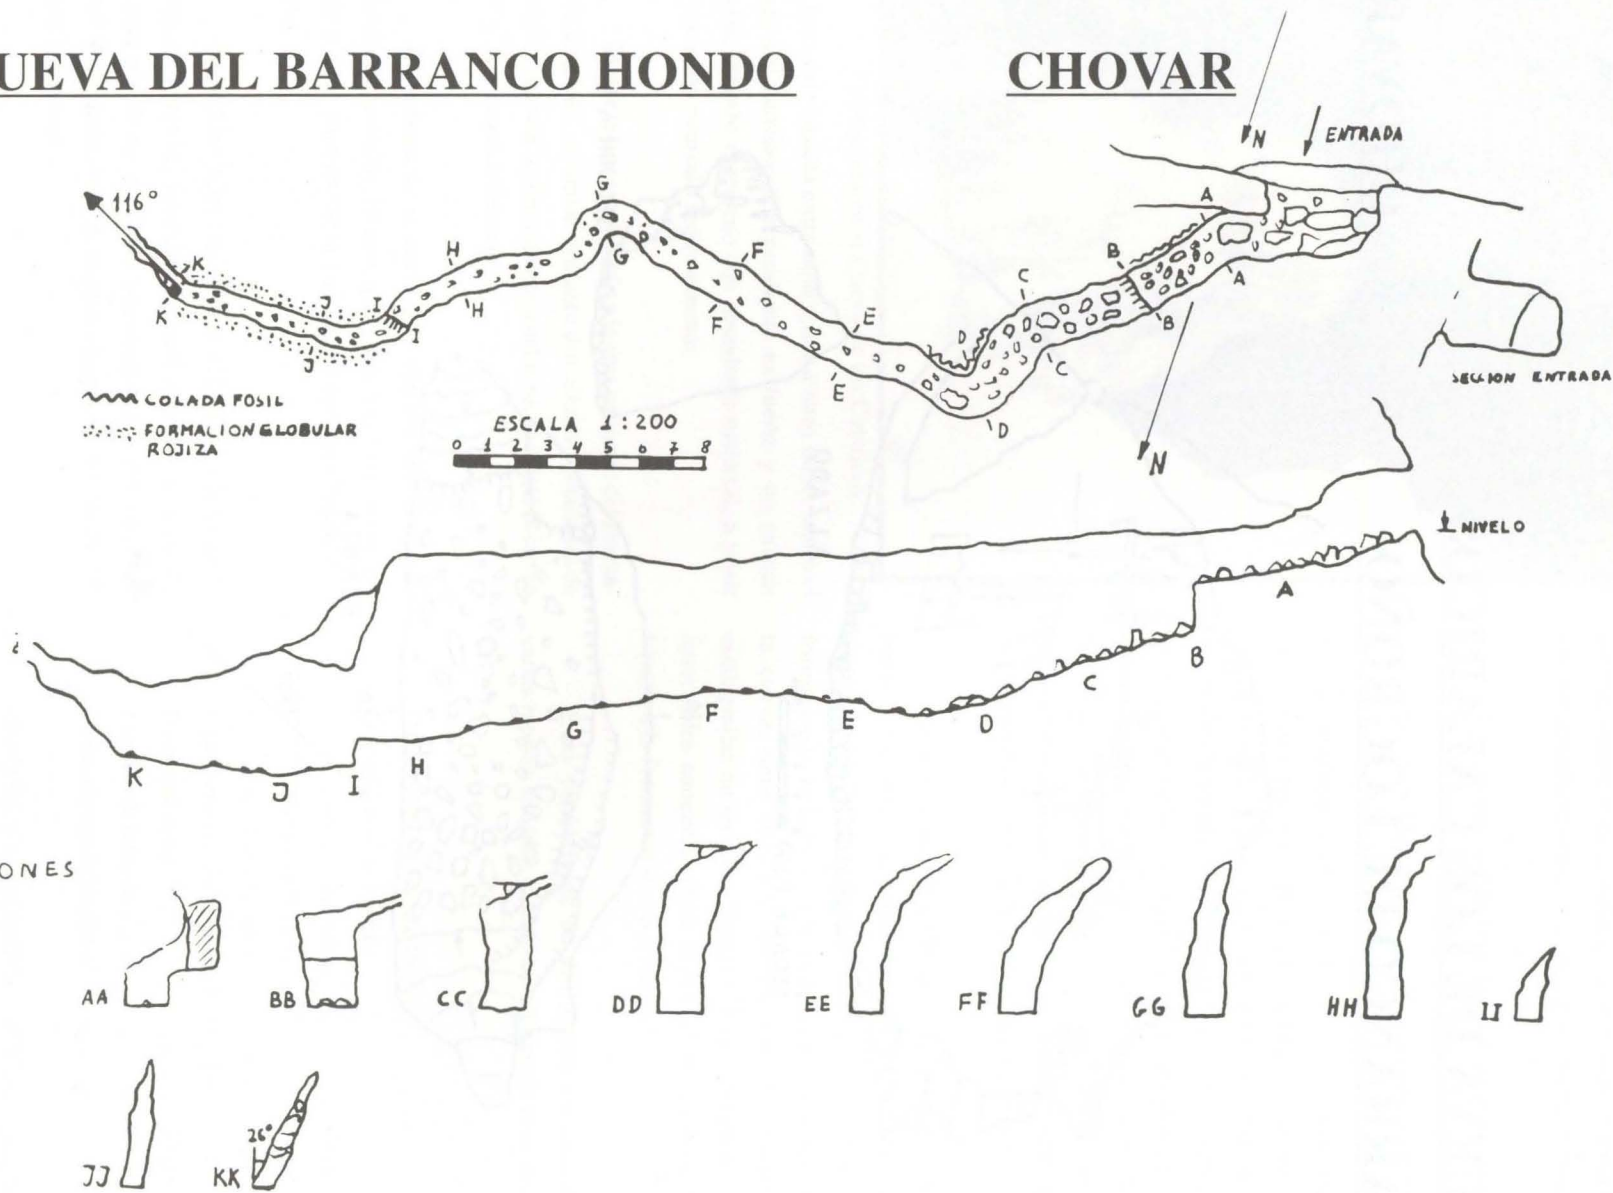 UEVA DEL BARRANCO HONDO
CHOVAR
N
ENTRADA
116°
G
A
H
F
B
K
G
C
A
J
I
E
B
K
H
F
D
I
C
J
E
D
SECCION ENTRADA
COLADA FOSIL
FORMACION GLOBULAR
ROJIZA
ESCALA 1:200
0 1 2 3 4 5 6 7 8
N
NIVELO
A
¿
B
C
F
E
D
G
H
K
J
I
ONES
AA
BB
CC
DD
EE
FF
GG
HH
II
JJ
26°
KK